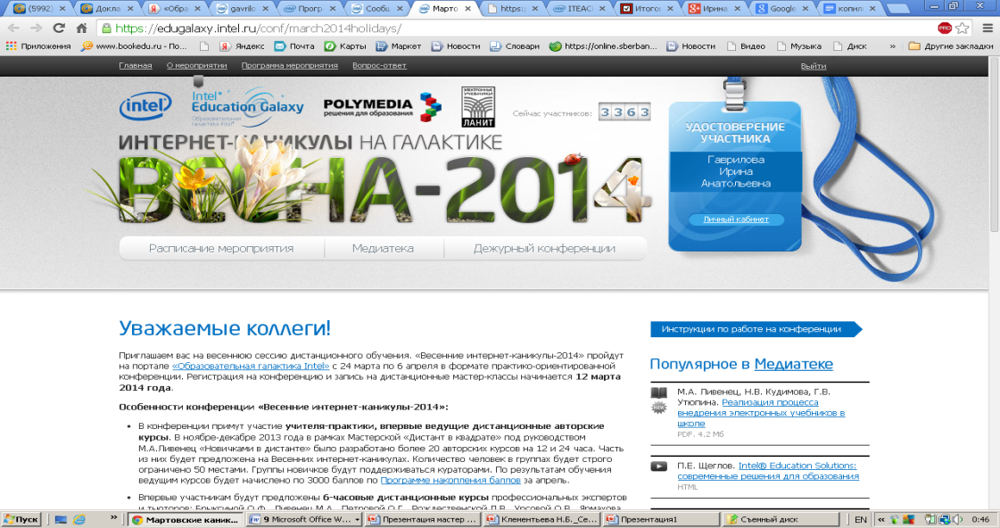 (5992)
Докла
«Обра
gavrilo
Прогр
Сообщ
Марто
https:
ITEAC
Итогов
Ирина
Google
копил
https://edugalaxy.intel.ru/conf/march2014holidays/
PRO
Приложения www.bookedu.ru - По... Яндекс Почта Карты Маркет Новости Словари https://online.sberban... Новости Видео Музыка Диск » Другие закладки
Главная О мероприятии Программа мероприятия Вопрос-ответ Выйти
intel
Intel®
Education Galaxy
Образовательная
галактика Intel®
POLYMEDIA
решения для образования
ЭЛЕКТРОННЫЕ
УЧЕБНИКИ
ЛАНИТ
Сейчас участников: 3363
ИНТЕРНЕТ-КАНИКУЛЫ НА ГАЛАКТИКЕ
ВЕСНА-2014
УДОСТОВЕРЕНИЕ
УЧАСТНИКА
Гаврилова
Ирина
Анатольевна
Личный кабинет
Расписание мероприятия Медиатека Дежурный конференции
Уважаемые коллеги!
Приглашаем вас на весеннюю сессию дистанционного обучения. «Весенние интернет-каникулы-2014» пройдут
на портале «Образовательная галактика Intel» с 24 марта по 6 апреля в формате практико-ориентированной
конференции. Регистрация на конференцию и запись на дистанционные мастер-классы начинается 12 марта
2014 года.
Особенности конференции «Весенние интернет-каникулы-2014»:
• В конференции примут участие учителя-практики, впервые ведущие дистанционные авторские
курсы. В ноябре-декабре 2013 года в рамках Мастерской «Дистант в квадрате» под руководством
М.А.Ливенец «Новичками в дистанте» было разработано более 20 авторских курсов на 12 и 24 часа. Часть
из них будет предложена на Весенних интернет-каникулах. Количество человек в группах будет строго
ограничено 50 местами. Группы новичков будут поддерживаться кураторами. По результатам обучения
ведущим курсов будет начислено по 3000 баллов по Программе накопления баллов за апрель.
• Впервые участникам будут предложены 6-часовые дистанционные курсы профессиональных экспертов
и тьюторов: Брыксиной О.Ф., Ливенец М.А., Петровой О.Г., Рождественской Л.В., Урсовой О.В., Ярмахова
Инструкции по работе на конференции
Популярное в Медиатеке
М.А. Ливенец, Н.В. Кудимова, Г.В.
Утюпина. Реализация процесса
внедрения электронных учебников в
школе
PDF. 4.2 Мб
NEW
П.Е. Щеглов. Intel® Education Solutions:
современные решения для образования
HTML
Пуск » Мартовские каник... 9 Microsoft Office W... Презентация мастер ... Клементьева Н.Б._Се... Презентация1 Съемный диск EN « 0:46